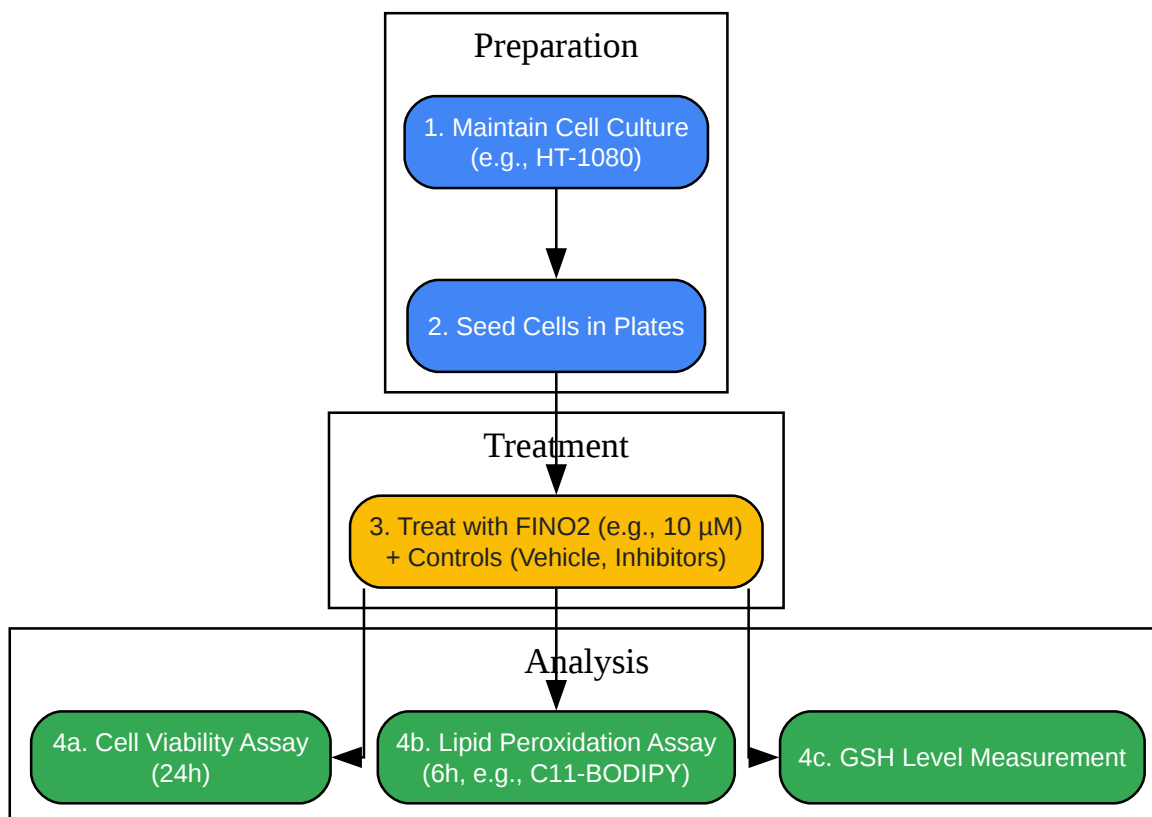 Preparation
1. Maintain Cell Culture
(e.g., HT-1080)
2. Seed Cells in Plates
Treatment
3. Treat with FINO2 (e.g., 10 µM)
+ Controls (Vehicle, Inhibitors)
Analysis
4a. Cell Viability Assay
(24h)
4b. Lipid Peroxidation Assay
(6h, e.g., C11-BODIPY)
4c. GSH Level Measurement